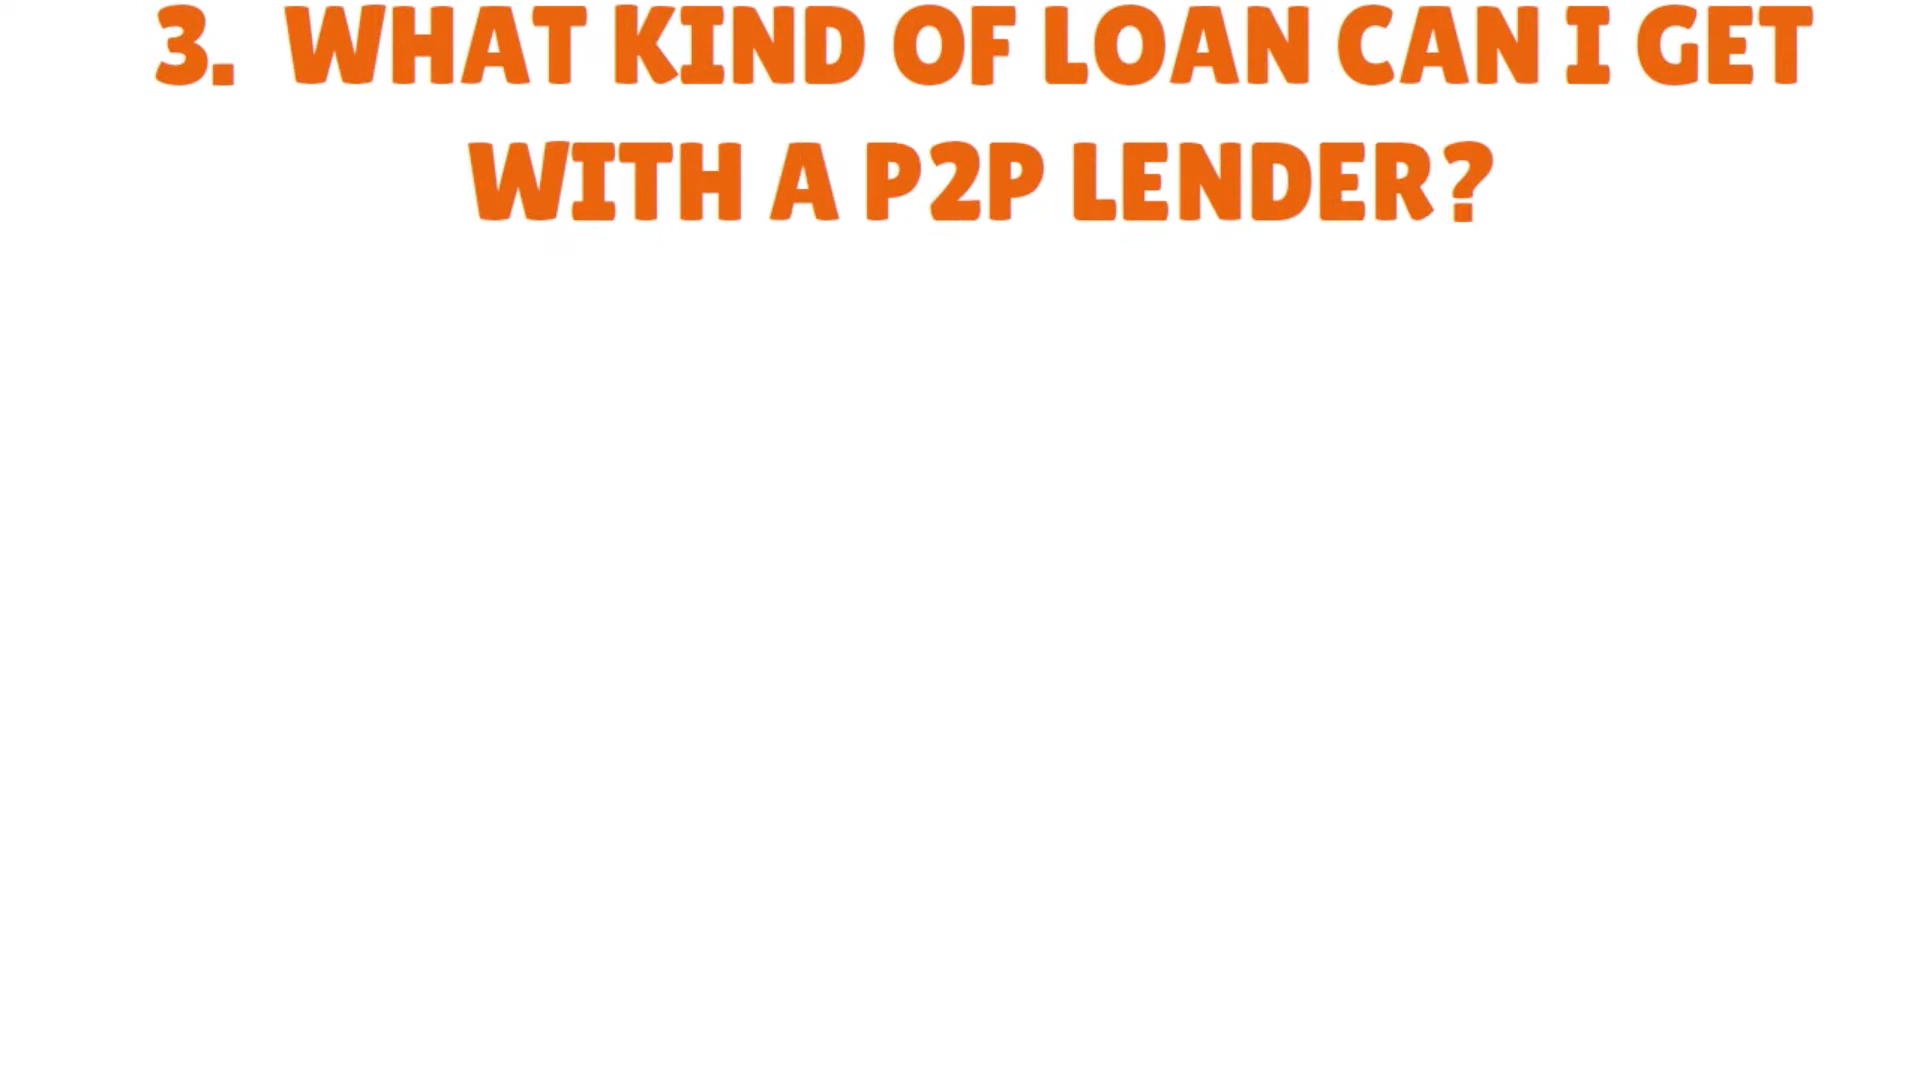 3. WHAT KIND OF LOAN CAN I GET
WITH A P2P LENDER?